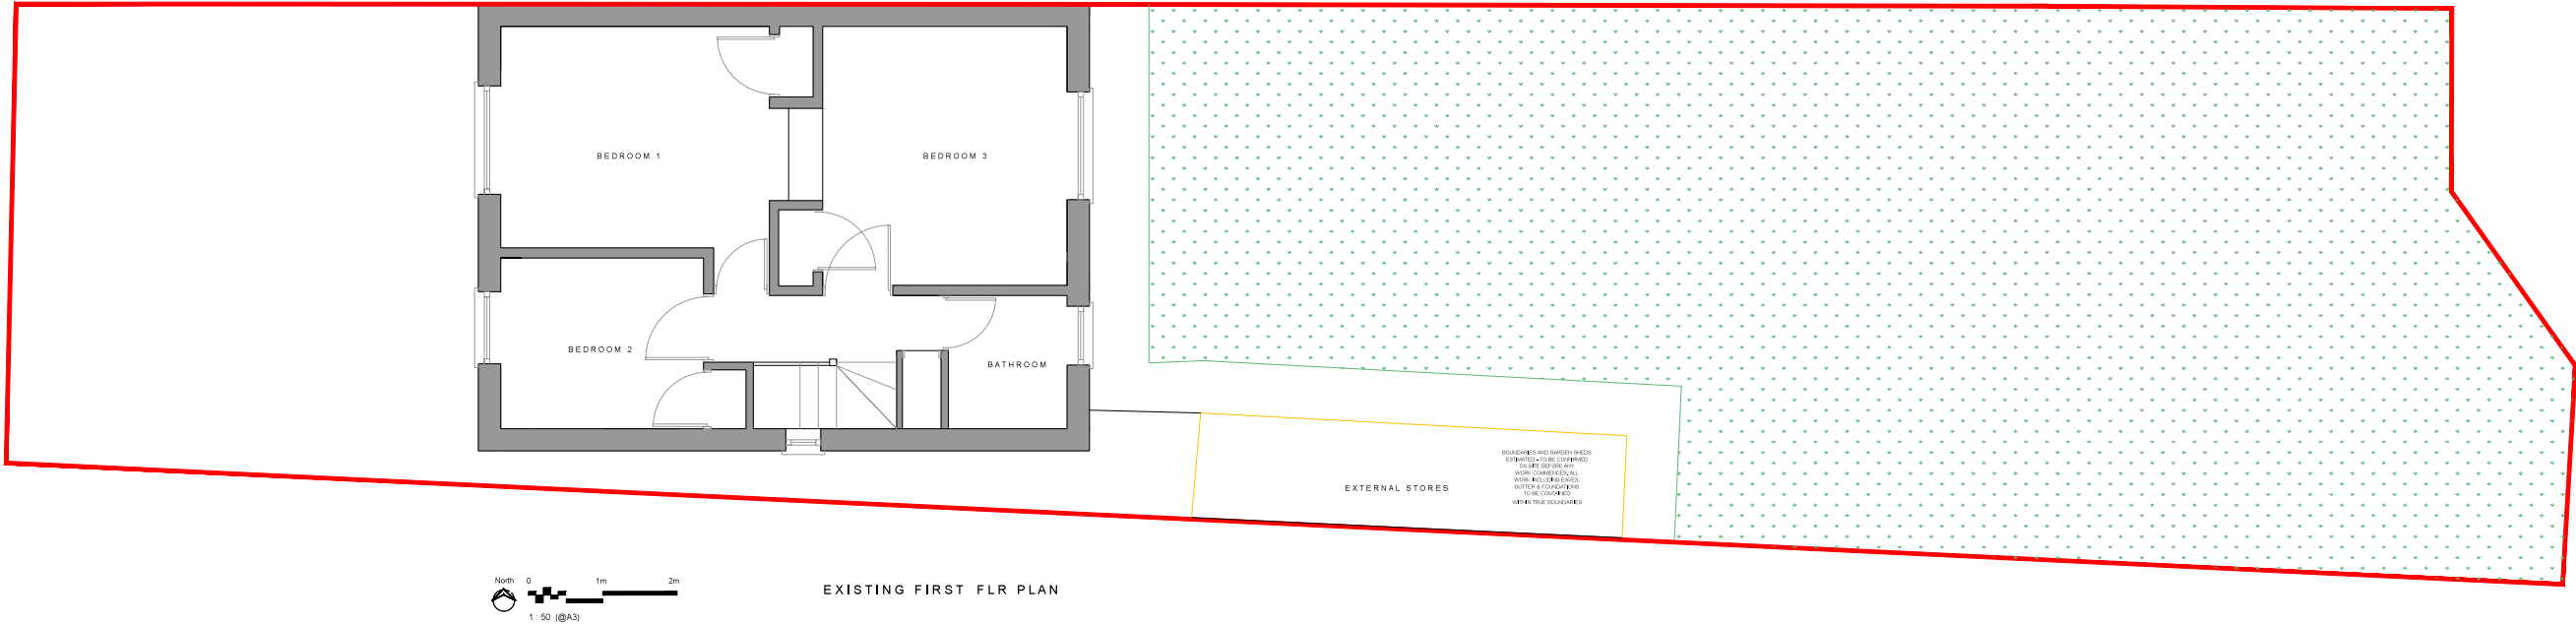 BEDROOM 1
BEDROOM 3
BEDROOM 2
BATHROOM
EXTERNAL STORES
BOUNDARIES AND GARDEN SHEDS
ESTIMATED - TO BE CONFIRMED
ON SITE BEFORE ANY
WORK COMMENCES, ALL
WORK INCLUDING EAVES,
GUTTER & FOUNDATIONS
TO BE CONTAINED
WITHIN TRUE BOUNDARIES
North 0 1m 2m
1 : 50 (@A3)
EXISTING FIRST FLR PLAN